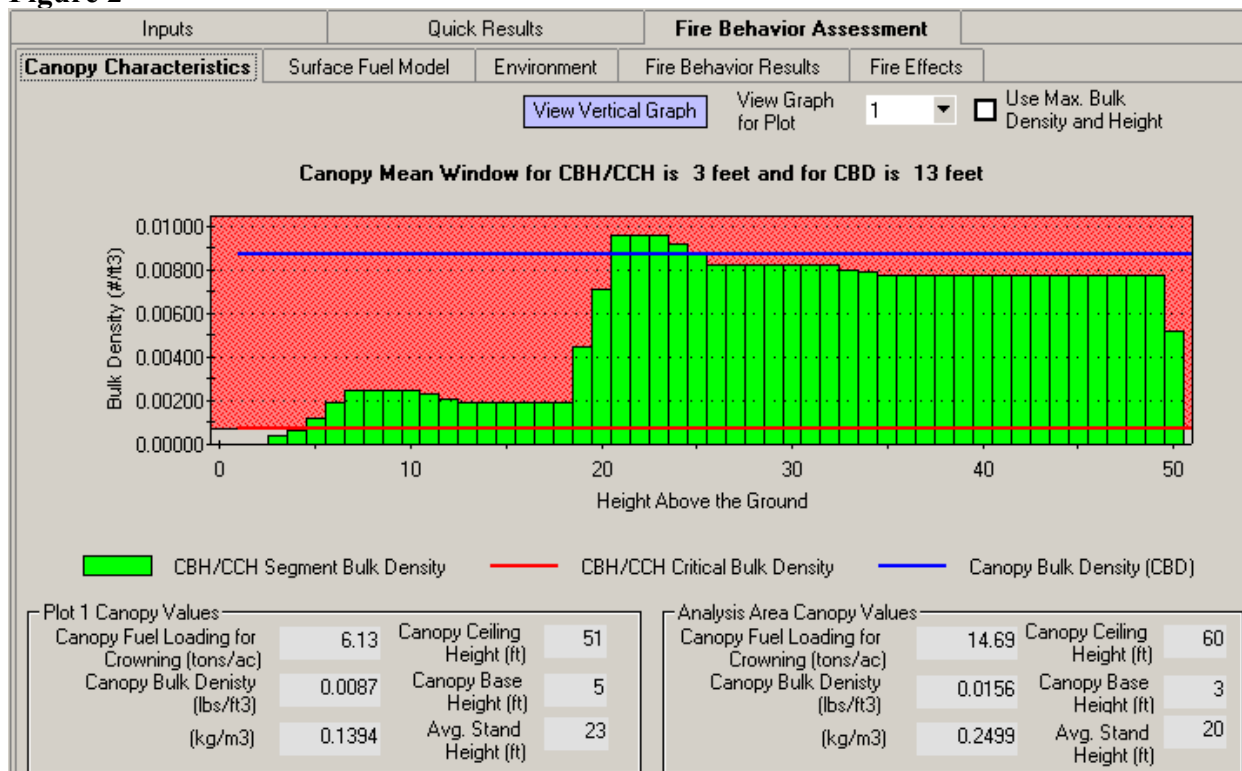 Figure 2
Inputs Quick Results Fire Behavior Assessment
Canopy Characteristics Surface Fuel Model Environment Fire Behavior Results Fire Effects
View Vertical Graph View Graph for Plot 1 Use Max. Bulk Density and Height
Canopy Mean Window for CBH/CCH is 3 feet and for CBD is 13 feet
Bulk Density (#/ft3)
0.01000
0.00800
0.00600
0.00400
0.00200
0.00000
0 10 20 30 40 50
Height Above the Ground
CBH/CCH Segment Bulk Density CBH/CCH Critical Bulk Density Canopy Bulk Density (CBD)
Plot 1 Canopy Values
Canopy Fuel Loading for Crowning (tons/ac) 6.13 Canopy Ceiling Height (ft) 51
Canopy Bulk Denisty (lbs/ft3) 0.0087 Canopy Base Height (ft) 5
(kg/m3) 0.1394 Avg. Stand Height (ft) 23
Analysis Area Canopy Values
Canopy Fuel Loading for Crowning (tons/ac) 14.69 Canopy Ceiling Height (ft) 60
Canopy Bulk Denisty (lbs/ft3) 0.0156 Canopy Base Height (ft) 3
(kg/m3) 0.2499 Avg. Stand Height (ft) 20